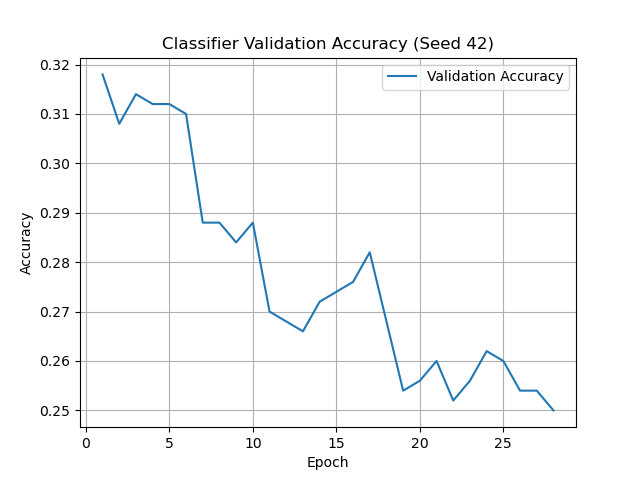 Classifier Validation Accuracy (Seed 42)
Validation Accuracy
0.32
0.31
0.30
0.29
0.28
0.27
0.26
0.25
Accuracy
0 5 10 15 20 25
Epoch